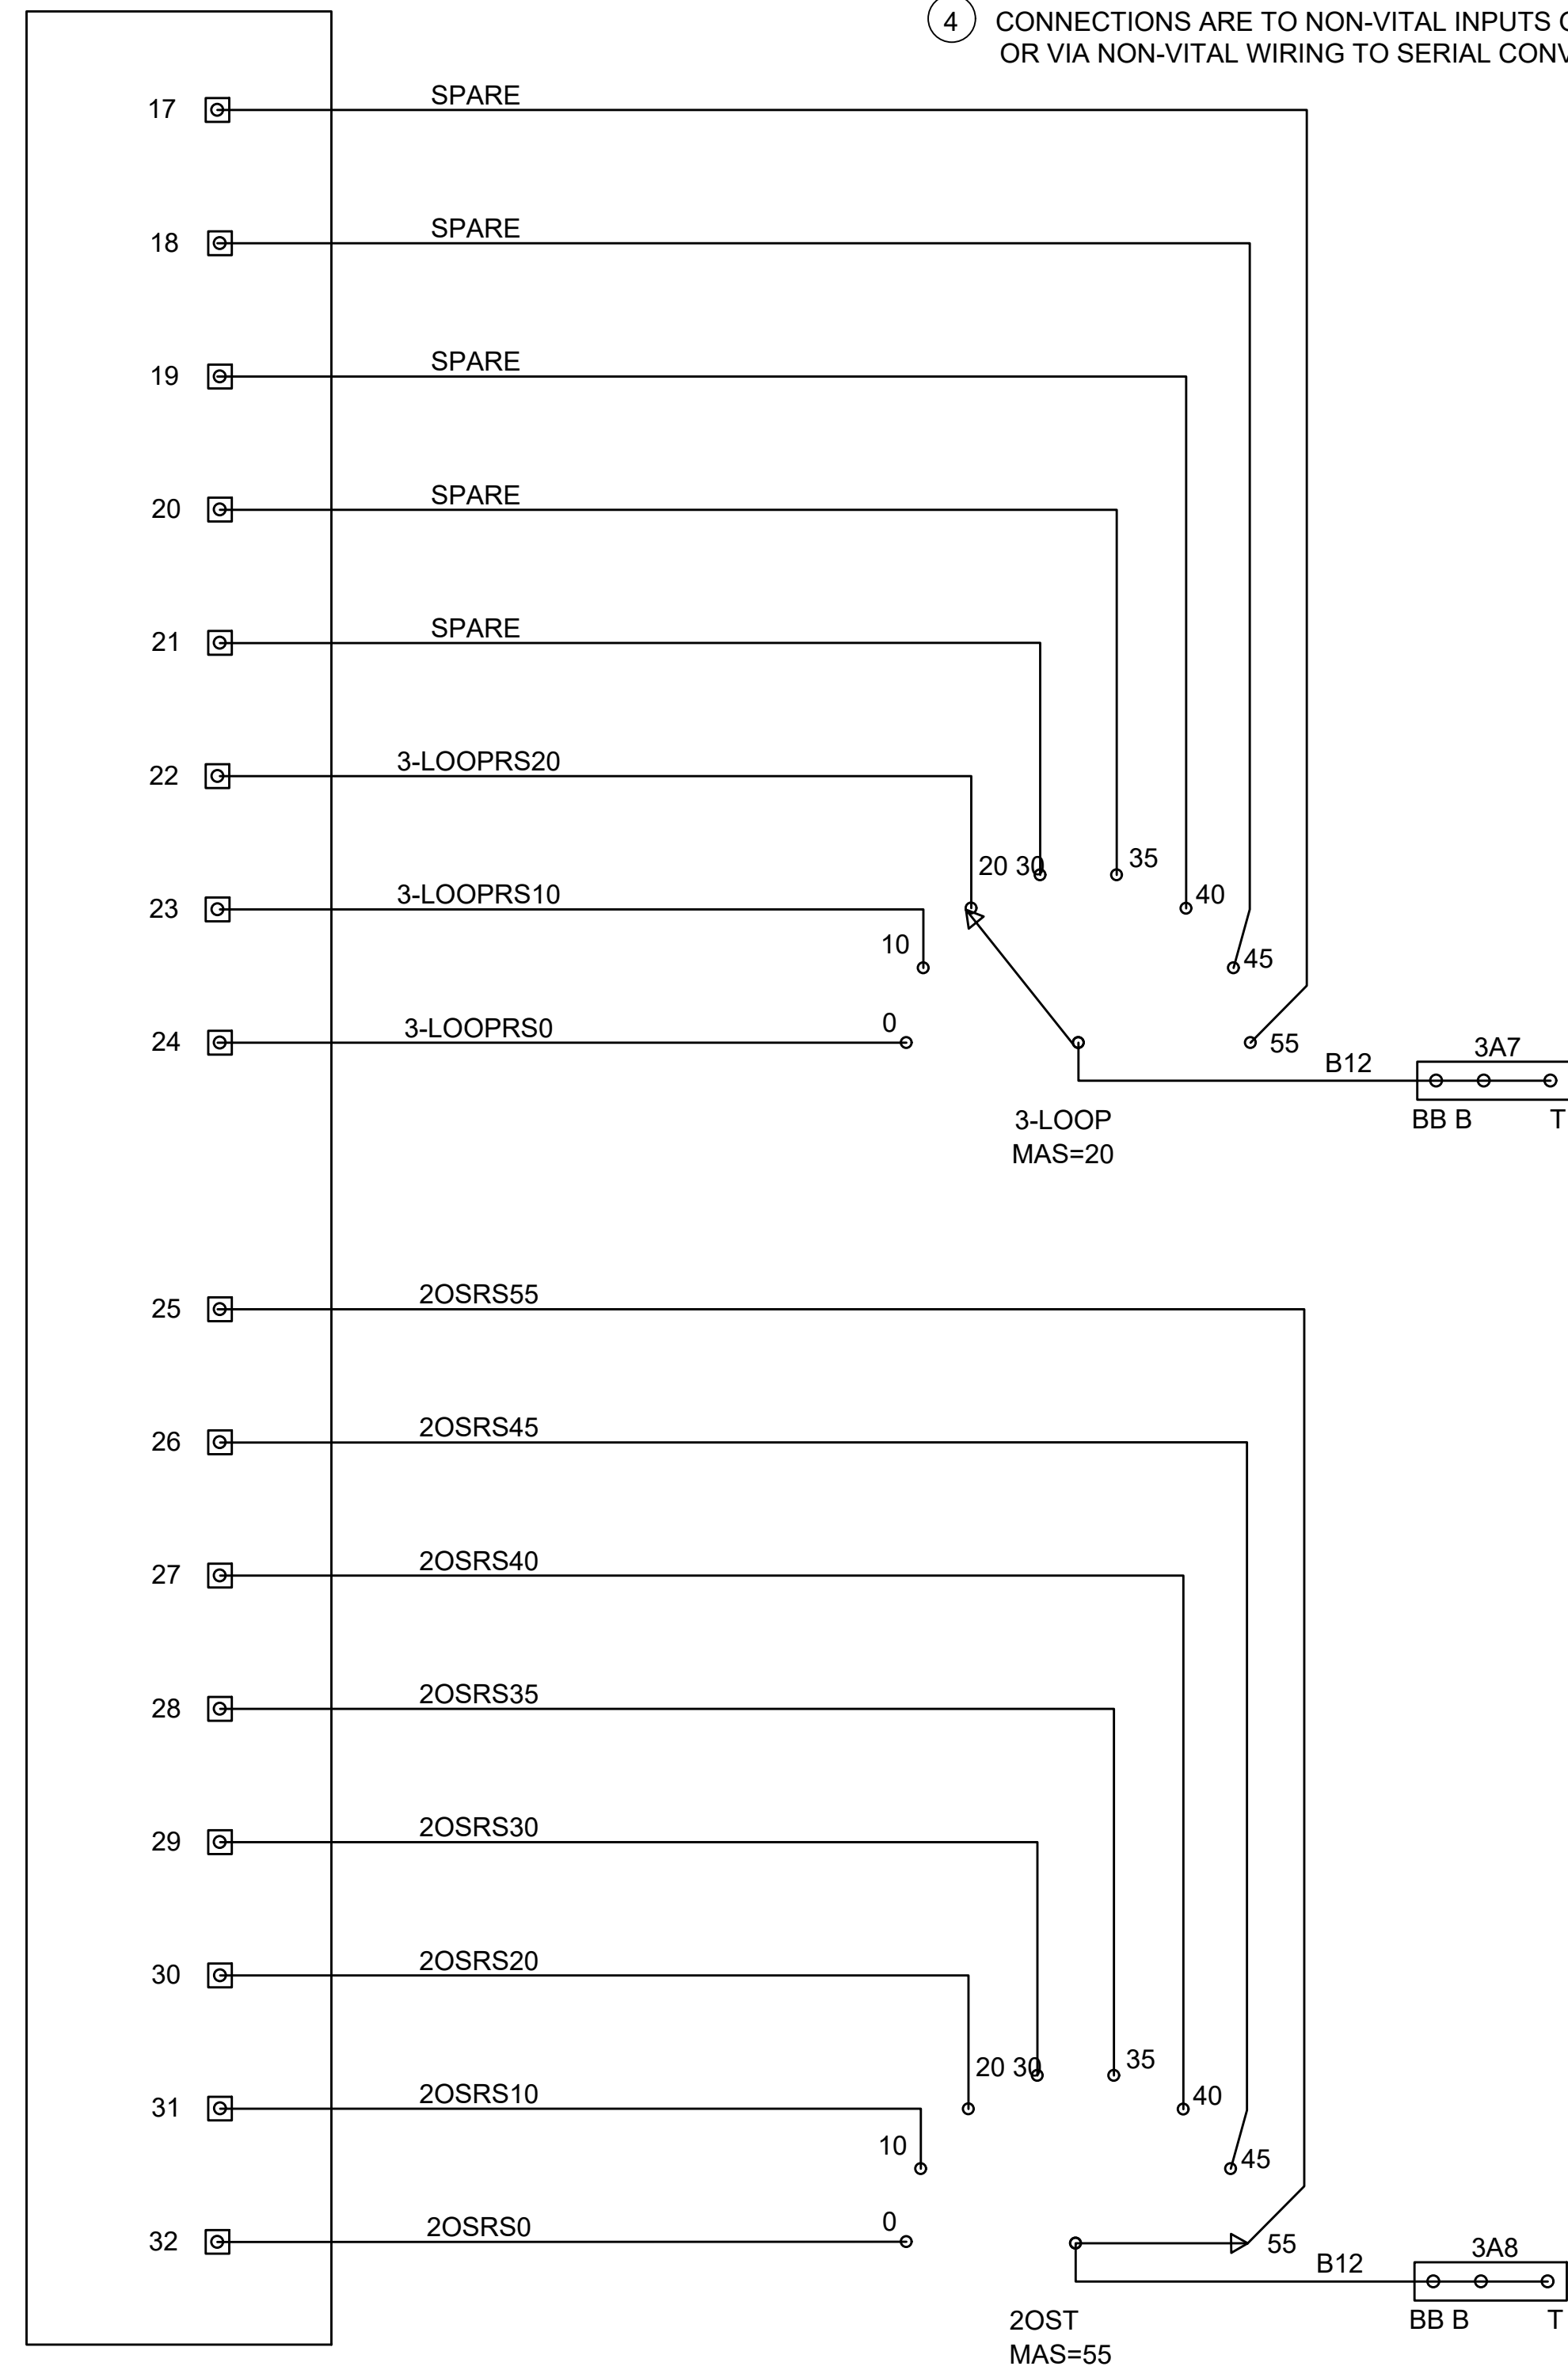 4 CONNECTIONS ARE TO NON-VITAL INPUTS
OR VIA NON-VITAL WIRING TO SERIAL
17 SPARE
18 SPARE
19 SPARE
20 SPARE
21 SPARE
22 3-LOOPRS20
20 30 35
23 3-LOOPRS10 40
10 45
24 3-LOOPRS0 0 55
B12 3A7
BB B T
3-LOOP
MAS=20
25 2OSRS55
26 2OSRS45
27 2OSRS40
28 2OSRS35
29 2OSRS30
30 2OSRS20
20 30 35
31 2OSRS10 40
10 45
32 2OSRS0 0 55
B12 3A8
BB B T
2OST
MAS=55